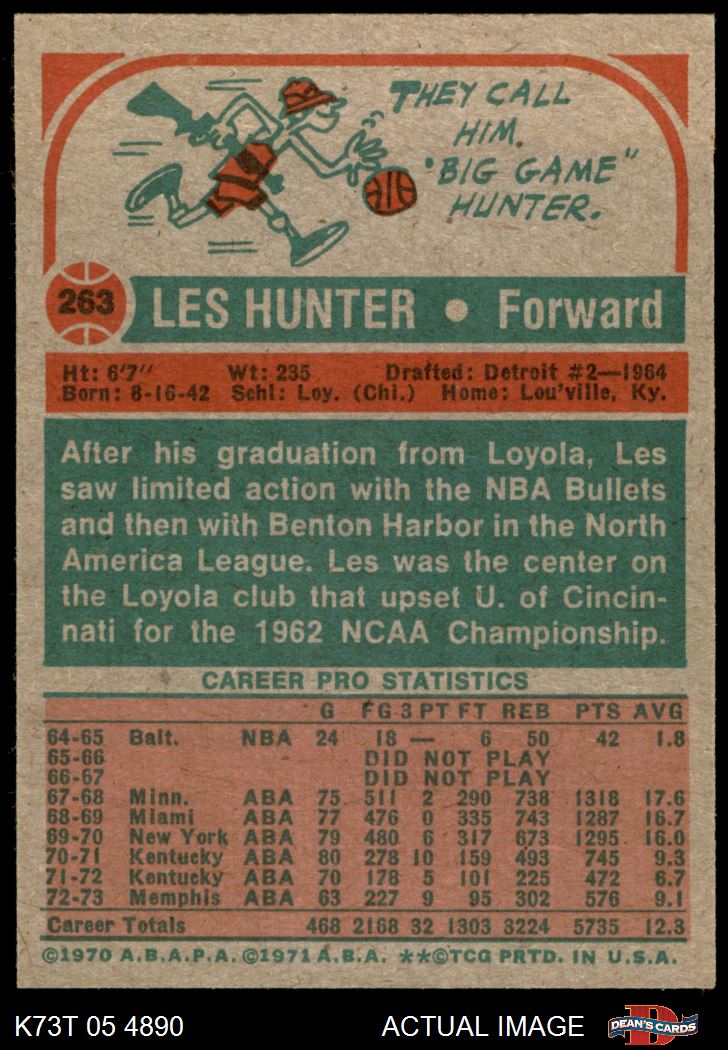 THEY CALL
HIM.
"BIG GAME"
HUNTER.
263 LES HUNTER • Forward
Ht: 6'7" Wt: 235 Drafted: Detroit #2—1964
Born: 8-16-42 Schl: Loy. (Chi.) Home: Lou'ville, Ky.
After his graduation from Loyola, Les
saw limited action with the NBA Bullets
and then with Benton Harbor in the North
America League. Les was the center on
the Loyola club that upset U. of Cincin-
nati for the 1962 NCAA Championship.
CAREER PRO STATISTICS
G FG 3 PT FT REB PTS AVG
64-65 Balt. NBA 24 18 — 6 50 42 1.8
65-66 DID NOT PLAY
66-67 DID NOT PLAY
67-68 Minn. ABA 75 511 2 290 738 1318 17.6
68-69 Miami ABA 77 476 0 335 743 1287 16.7
69-70 New York ABA 79 480 6 317 673 1295 16.0
70-71 Kentucky ABA 80 278 10 159 493 745 9.3
71-72 Kentucky ABA 70 178 5 101 225 472 6.7
72-73 Memphis ABA 63 227 9 95 302 576 9.1
Career Totals 468 2168 32 1303 3224 5735 12.3
©1970 A.B.A.P.A. ©1971 A.B.A. **©TCG PRTD. IN U.S.A.
K73T 05 4890 ACTUAL IMAGE D DEAN'S CARDS